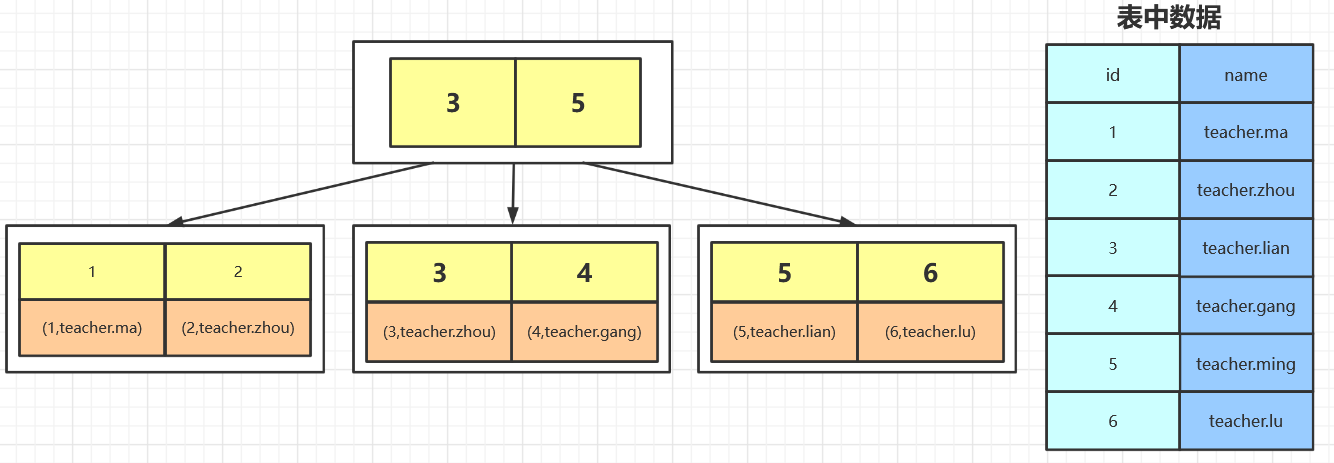 表中数据
3 5
1 2
(1,teacher.ma) (2,teacher.zhou)
3 4
(3,teacher.zhou) (4,teacher.gang)
5 6
(5,teacher.lian) (6,teacher.lu)
id name
1 teacher.ma
2 teacher.zhou
3 teacher.lian
4 teacher.gang
5 teacher.ming
6 teacher.lu